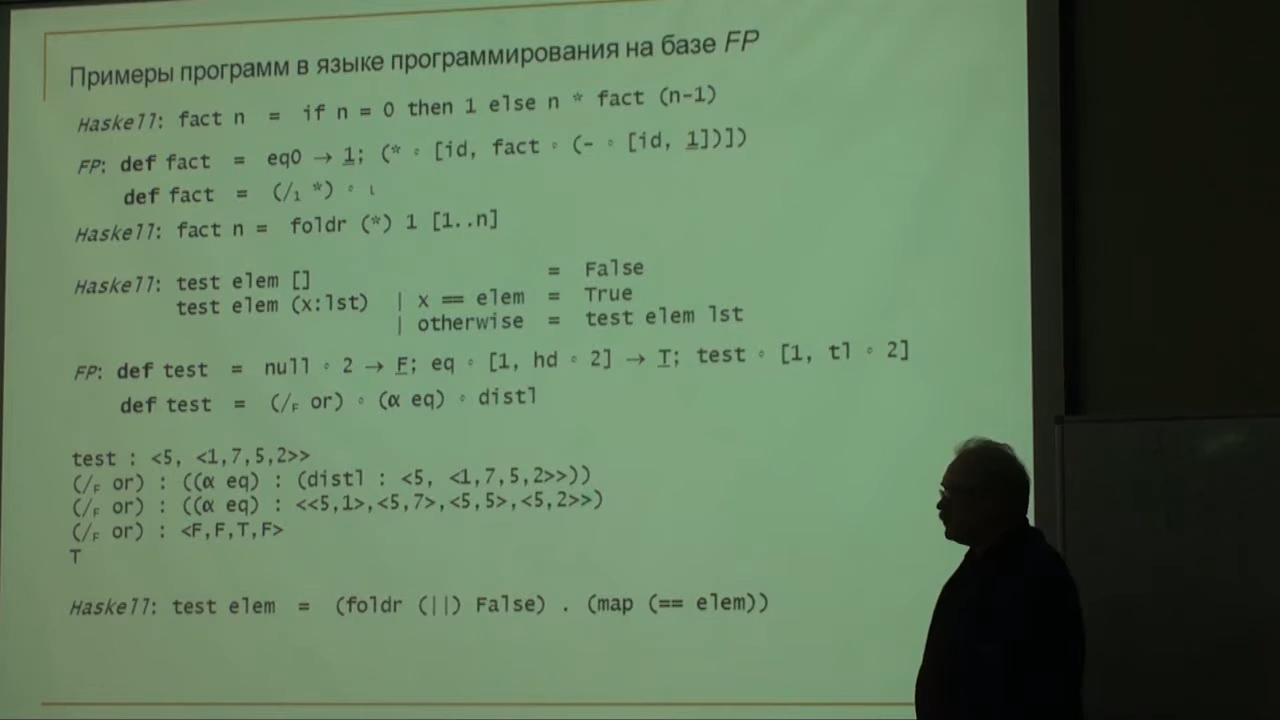 Примеры программ в языке программирования на базе FP
Haskell: fact n = if n = 0 then 1 else n * fact (n-1)
FP: def fact = eq0 → 1; (* ∘ [id, fact ∘ (- ∘ [id, 1])])
def fact = (/₁ *) ∘ ι
Haskell: fact n = foldr (*) 1 [1..n]
Haskell: test elem [] = False
test elem (x:lst) | x == elem = True
| otherwise = test elem lst
FP: def test = null ∘ 2 → F; eq ∘ [1, hd ∘ 2] → T; test ∘ [1, tl ∘ 2]
def test = (/F or) ∘ (α eq) ∘ distl
test : <5, <1,7,5,2>>
(/F or) : ((α eq) : (distl : <5, <1,7,5,2>>))
(/F or) : ((α eq) : <<5,1>,<5,7>,<5,5>,<5,2>>)
(/F or) : <F,F,T,F>
T
Haskell: test elem = (foldr (||) False) . (map (== elem))